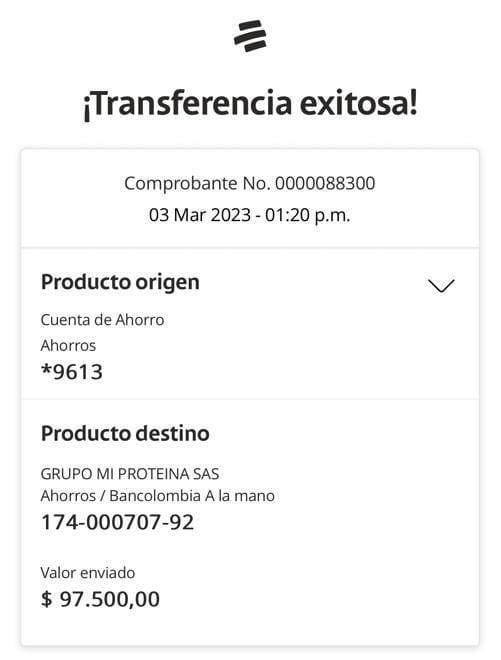 ¡Transferencia exitosa!
Comprobante No. 0000088300
03 Mar 2023 - 01:20 p.m.
Producto origen
Cuenta de Ahorro
Ahorros
*9613
Producto destino
GRUPO MI PROTEINA SAS
Ahorros / Bancolombia A la mano
174-000707-92
Valor enviado
$ 97.500,00